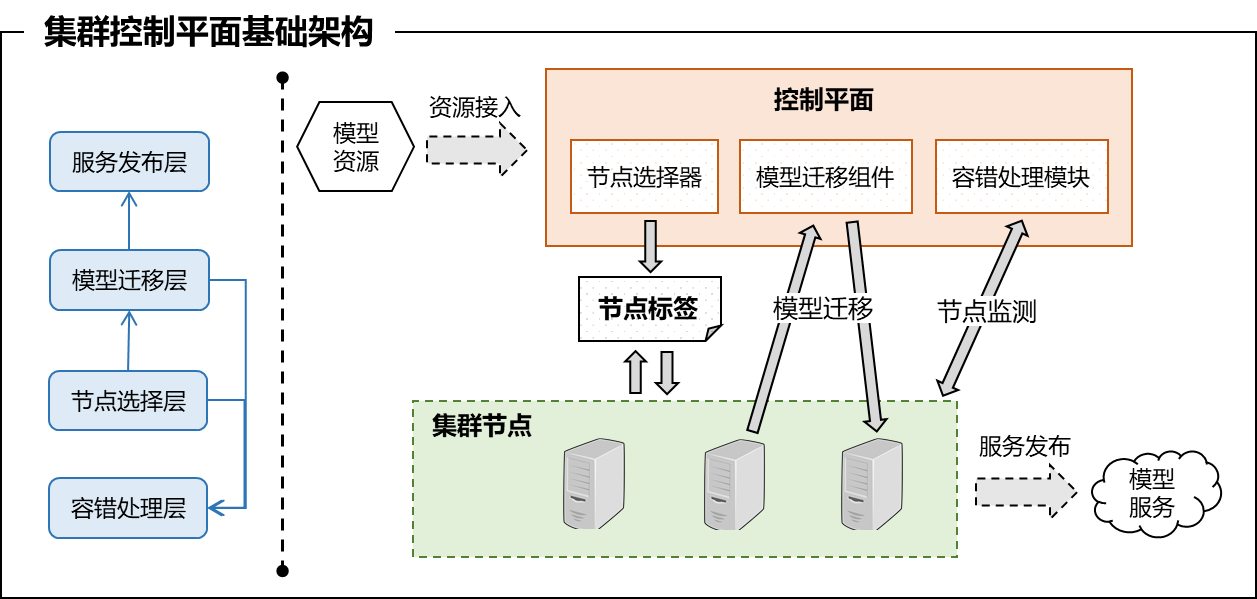 集群控制平面基础架构
服务发布层
模型迁移层
节点选择层
容错处理层
模型
资源
资源接入
控制平面
节点选择器
模型迁移组件
容错处理模块
节点标签
模型迁移
节点监测
集群节点
服务发布
模型
服务